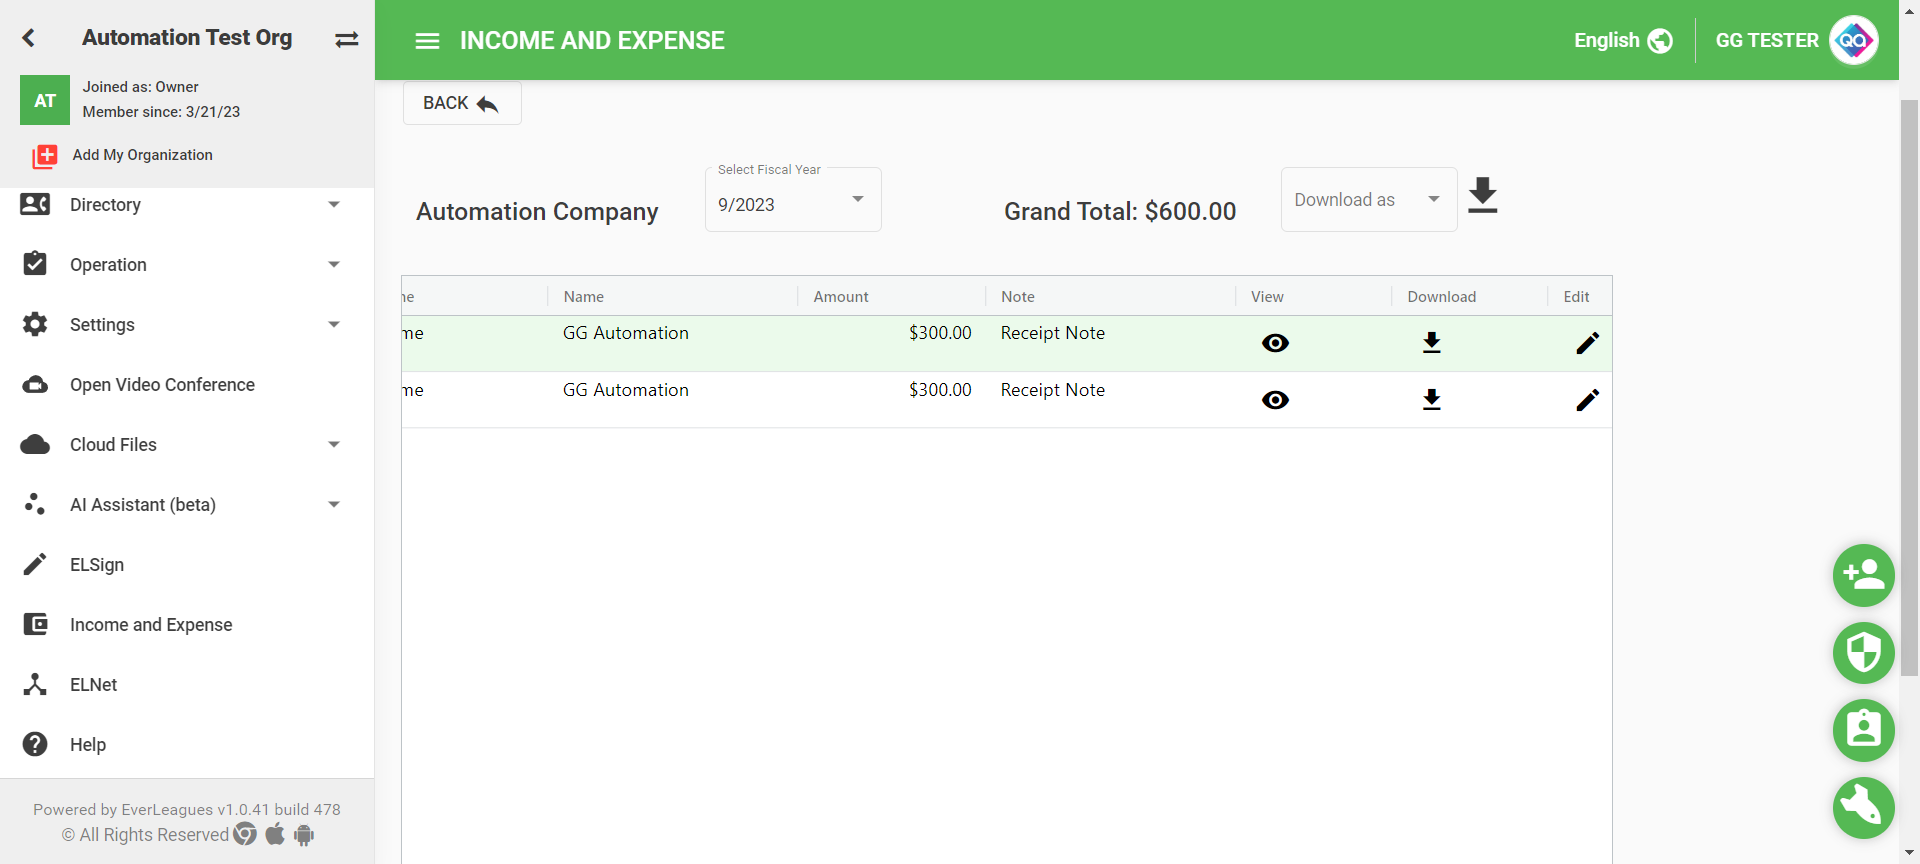 Automation Test Org
AT
Joined as: Owner
Member since: 3/21/23
Add My Organization
Directory
Operation
Settings
Open Video Conference
Cloud Files
AI Assistant (beta)
ELSign
Income and Expense
ELNet
Help
Powered by EverLeagues v1.0.41 build 478
© All Rights Reserved
INCOME AND EXPENSE
English
GG TESTER
QA
BACK
Automation Company
Select Fiscal Year
9/2023
Grand Total: $600.00
Download as
ne Name Amount Note View Download Edit
me GG Automation $300.00 Receipt Note
me GG Automation $300.00 Receipt Note